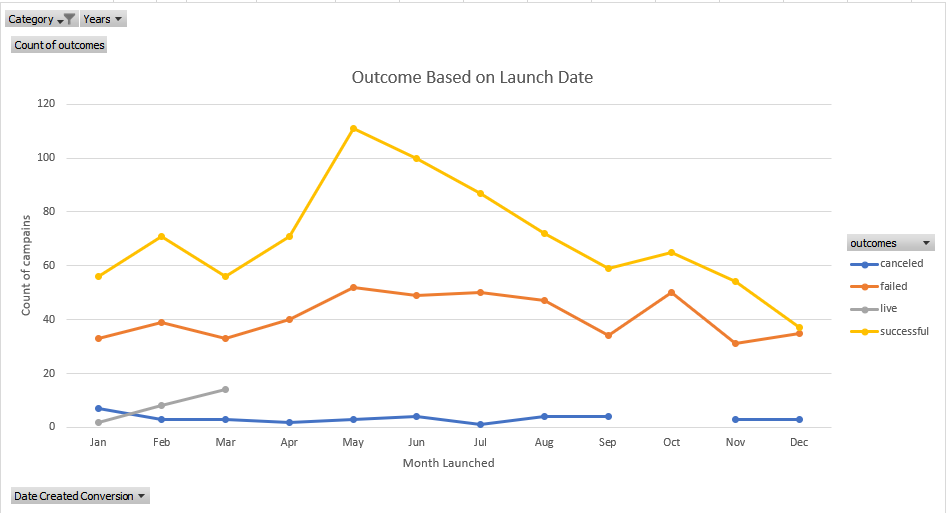 Category Years
Count of outcomes
Outcome Based on Launch Date
120
100
80
60
40
20
0
Count of campains
Jan Feb Mar Apr May Jun Jul Aug Sep Oct Nov Dec
Month Launched
outcomes
canceled
failed
live
successful
Date Created Conversion